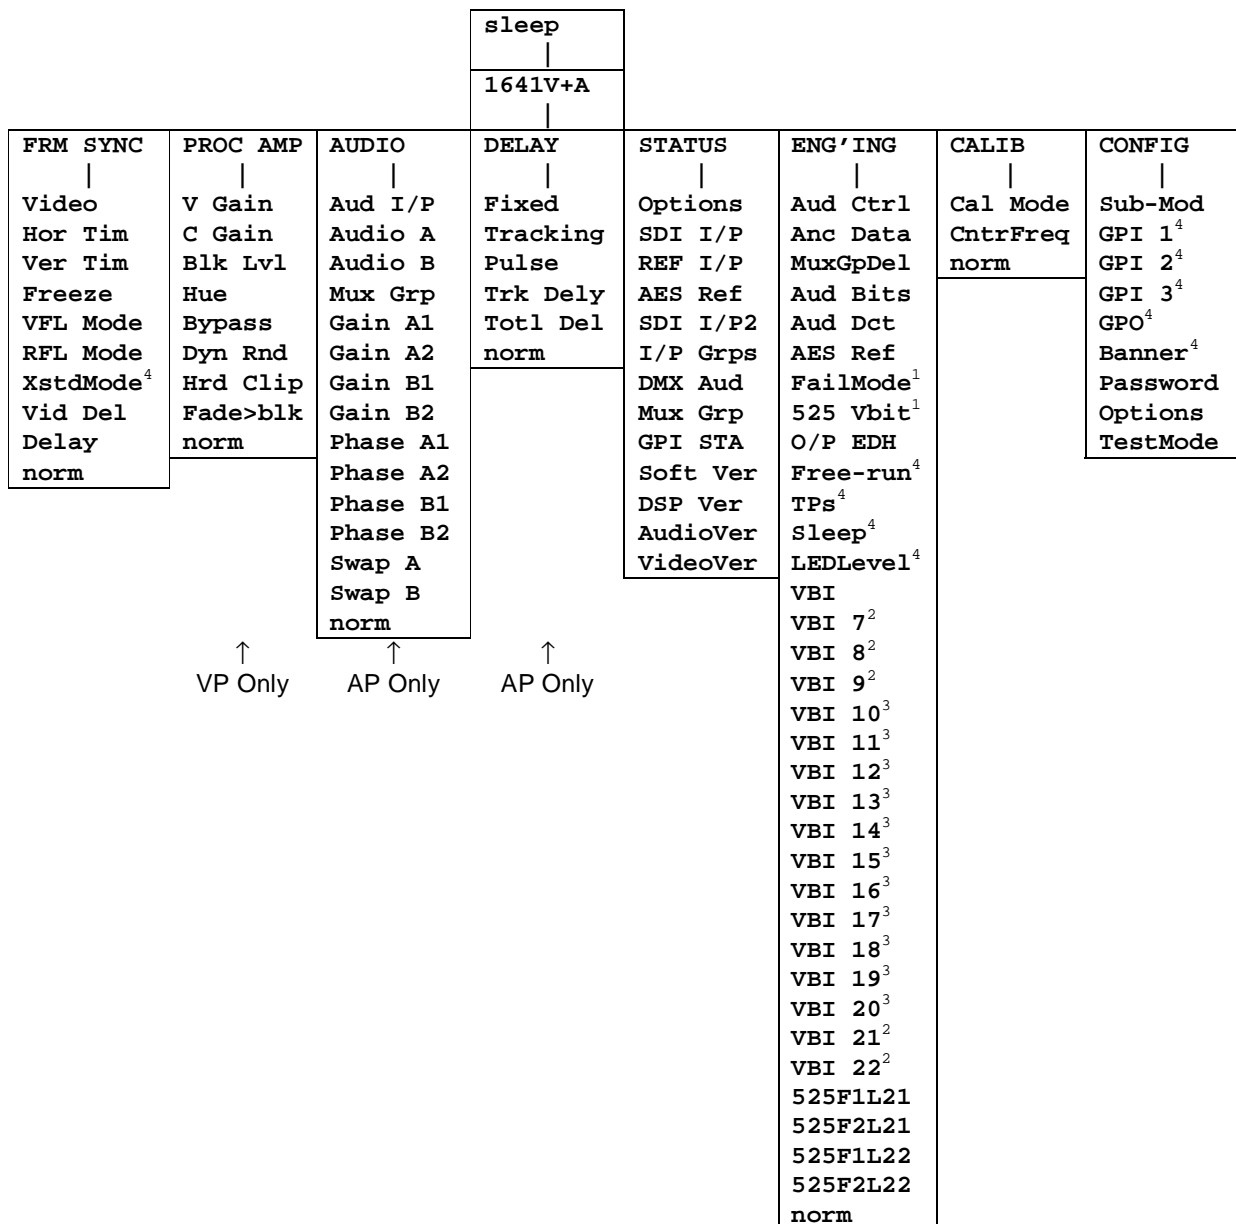 sleep
|
1641V+A
|
FRM SYNC PROC AMP AUDIO DELAY STATUS ENG’ING CALIB CONFIG
| | | | | | | |
Video V Gain Aud I/P Fixed Options Aud Ctrl Cal Mode Sub-Mod
Hor Tim C Gain Audio A Tracking SDI I/P Anc Data CntrFreq GPI 1⁴
Ver Tim Blk Lvl Audio B Pulse REF I/P MuxGpDel norm GPI 2⁴
Freeze Hue Mux Grp Trk Dely AES Ref Aud Bits GPI 3⁴
VFL Mode Bypass Gain A1 Totl Del SDI I/P2 Aud Dct GPO⁴
RFL Mode Dyn Rnd Gain A2 norm I/P Grps AES Ref Banner⁴
XstdMode⁴ Hrd Clip Gain B1 DMX Aud FailMode¹ Password
Vid Del Fade>blk Gain B2 Mux Grp 525 Vbit¹ Options
Delay norm Phase A1 GPI STA O/P EDH TestMode
norm Phase A2 Soft Ver Free-run⁴
Phase B1 DSP Ver TPs⁴
Phase B2 AudioVer Sleep⁴
Swap A VideoVer LEDLevel⁴
Swap B VBI
norm VBI 7²
↑ ↑ ↑ VBI 8²
VP Only AP Only AP Only VBI 9²
VBI 10³
VBI 11³
VBI 12³
VBI 13³
VBI 14³
VBI 15³
VBI 16³
VBI 17³
VBI 18³
VBI 19³
VBI 20³
VBI 21²
VBI 22²
525F1L21
525F2L21
525F1L22
525F2L22
norm